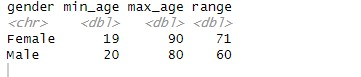 gender min_age max_age range
<chr> <dbl> <dbl> <dbl>
Female 19 90 71
Male 20 80 60